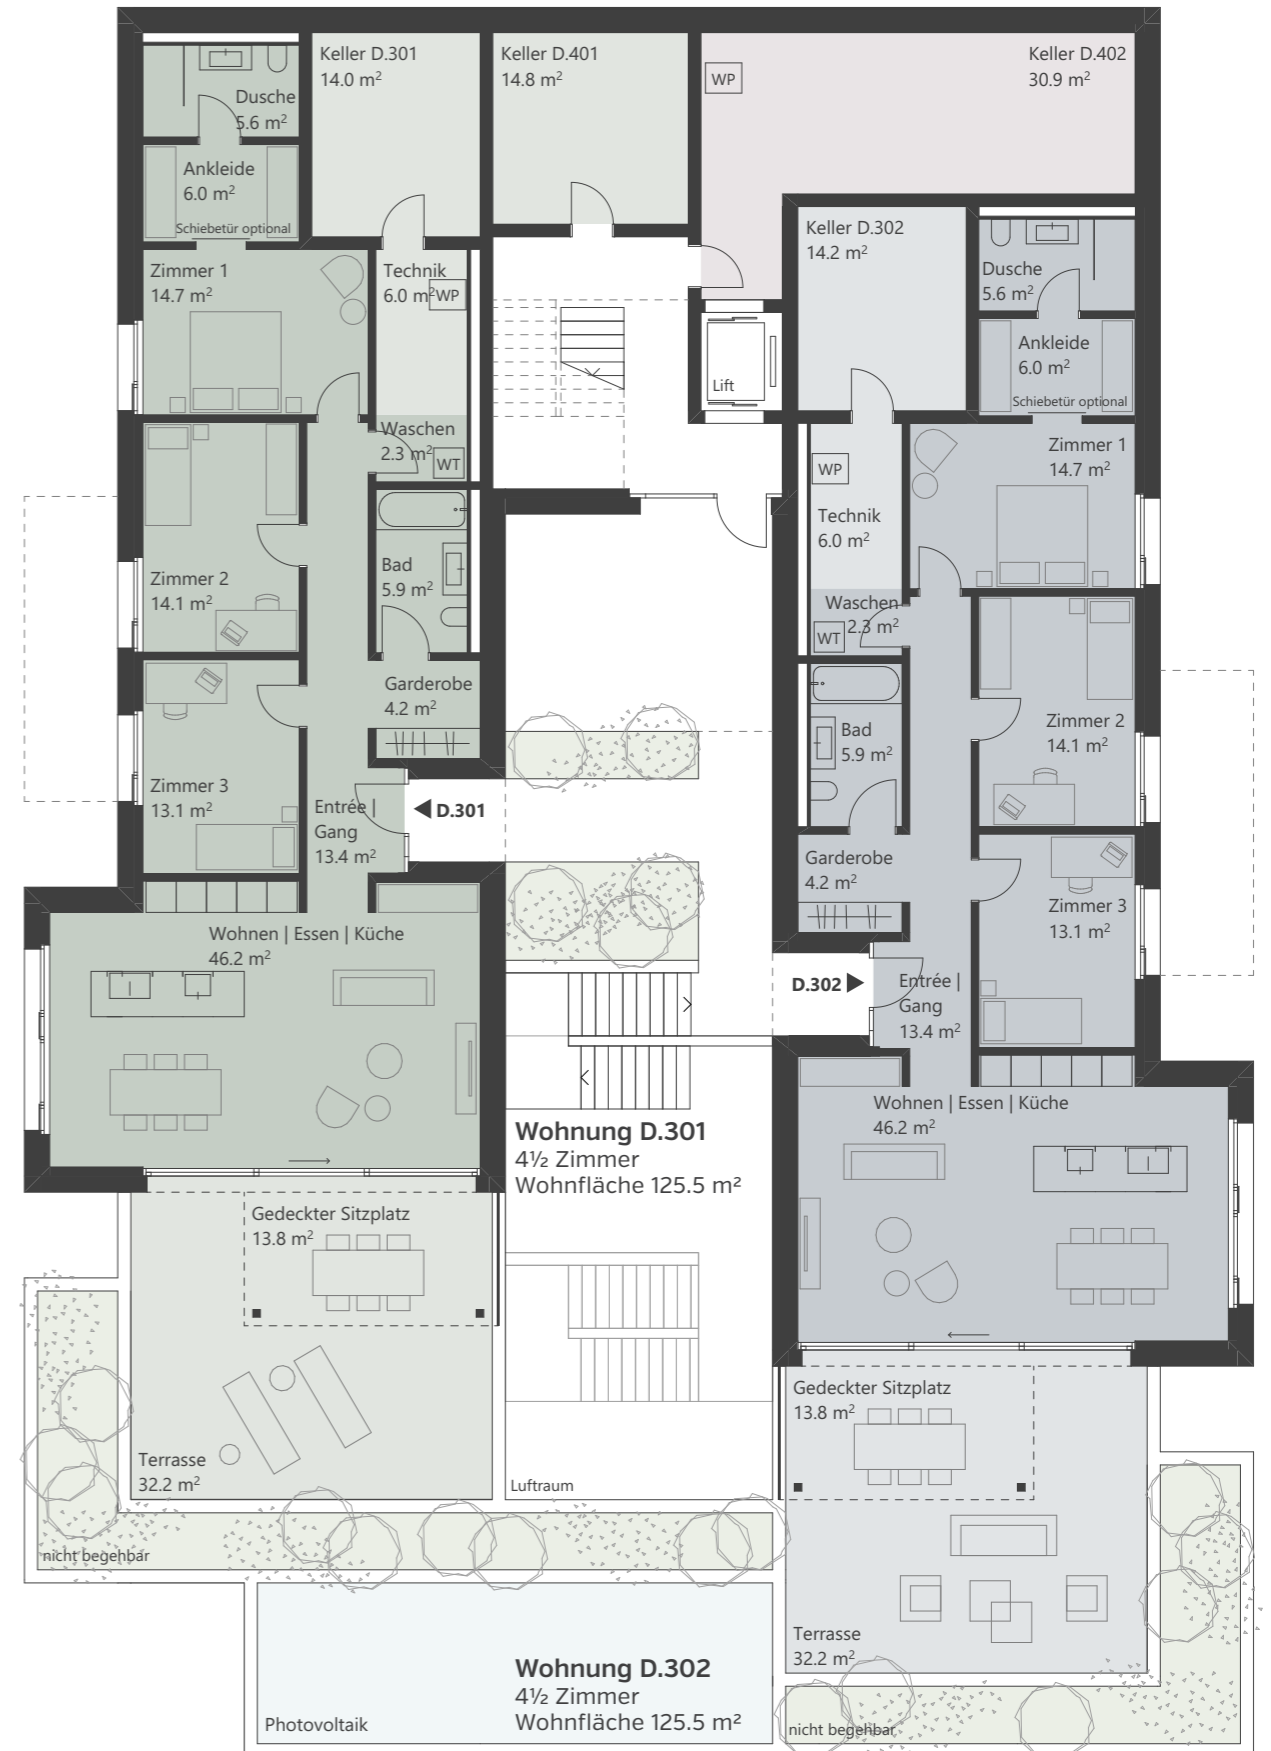 Keller D.301
14.0 m²
Keller D.401
14.8 m²
WP
Keller D.402
30.9 m²
Dusche
5.6 m²
Ankleide
6.0 m²
Schiebetür optional
Zimmer 1
14.7 m²
Technik
6.0 m²
WP
Waschen
2.3 m²
WT
Zimmer 2
14.1 m²
Bad
5.9 m²
Garderobe
4.2 m²
Zimmer 3
13.1 m²
Entrée |
Gang
13.4 m²
D.301
Wohnen | Essen | Küche
46.2 m²
Gedeckter Sitzplatz
13.8 m²
Terrasse
32.2 m²
nicht begehbar
Lift
Keller D.302
14.2 m²
Dusche
5.6 m²
Ankleide
6.0 m²
Schiebetür optional
Zimmer 1
14.7 m²
WP
Technik
6.0 m²
Waschen
2.3 m²
WT
Zimmer 2
14.1 m²
Bad
5.9 m²
Garderobe
4.2 m²
Zimmer 3
13.1 m²
D.302
Entrée |
Gang
13.4 m²
Wohnen | Essen | Küche
46.2 m²
Wohnung D.301
4½ Zimmer
Wohnfläche 125.5 m²
Gedeckter Sitzplatz
13.8 m²
Luftraum
Terrasse
32.2 m²
Wohnung D.302
4½ Zimmer
Wohnfläche 125.5 m²
Photovoltaik
nicht begehbar